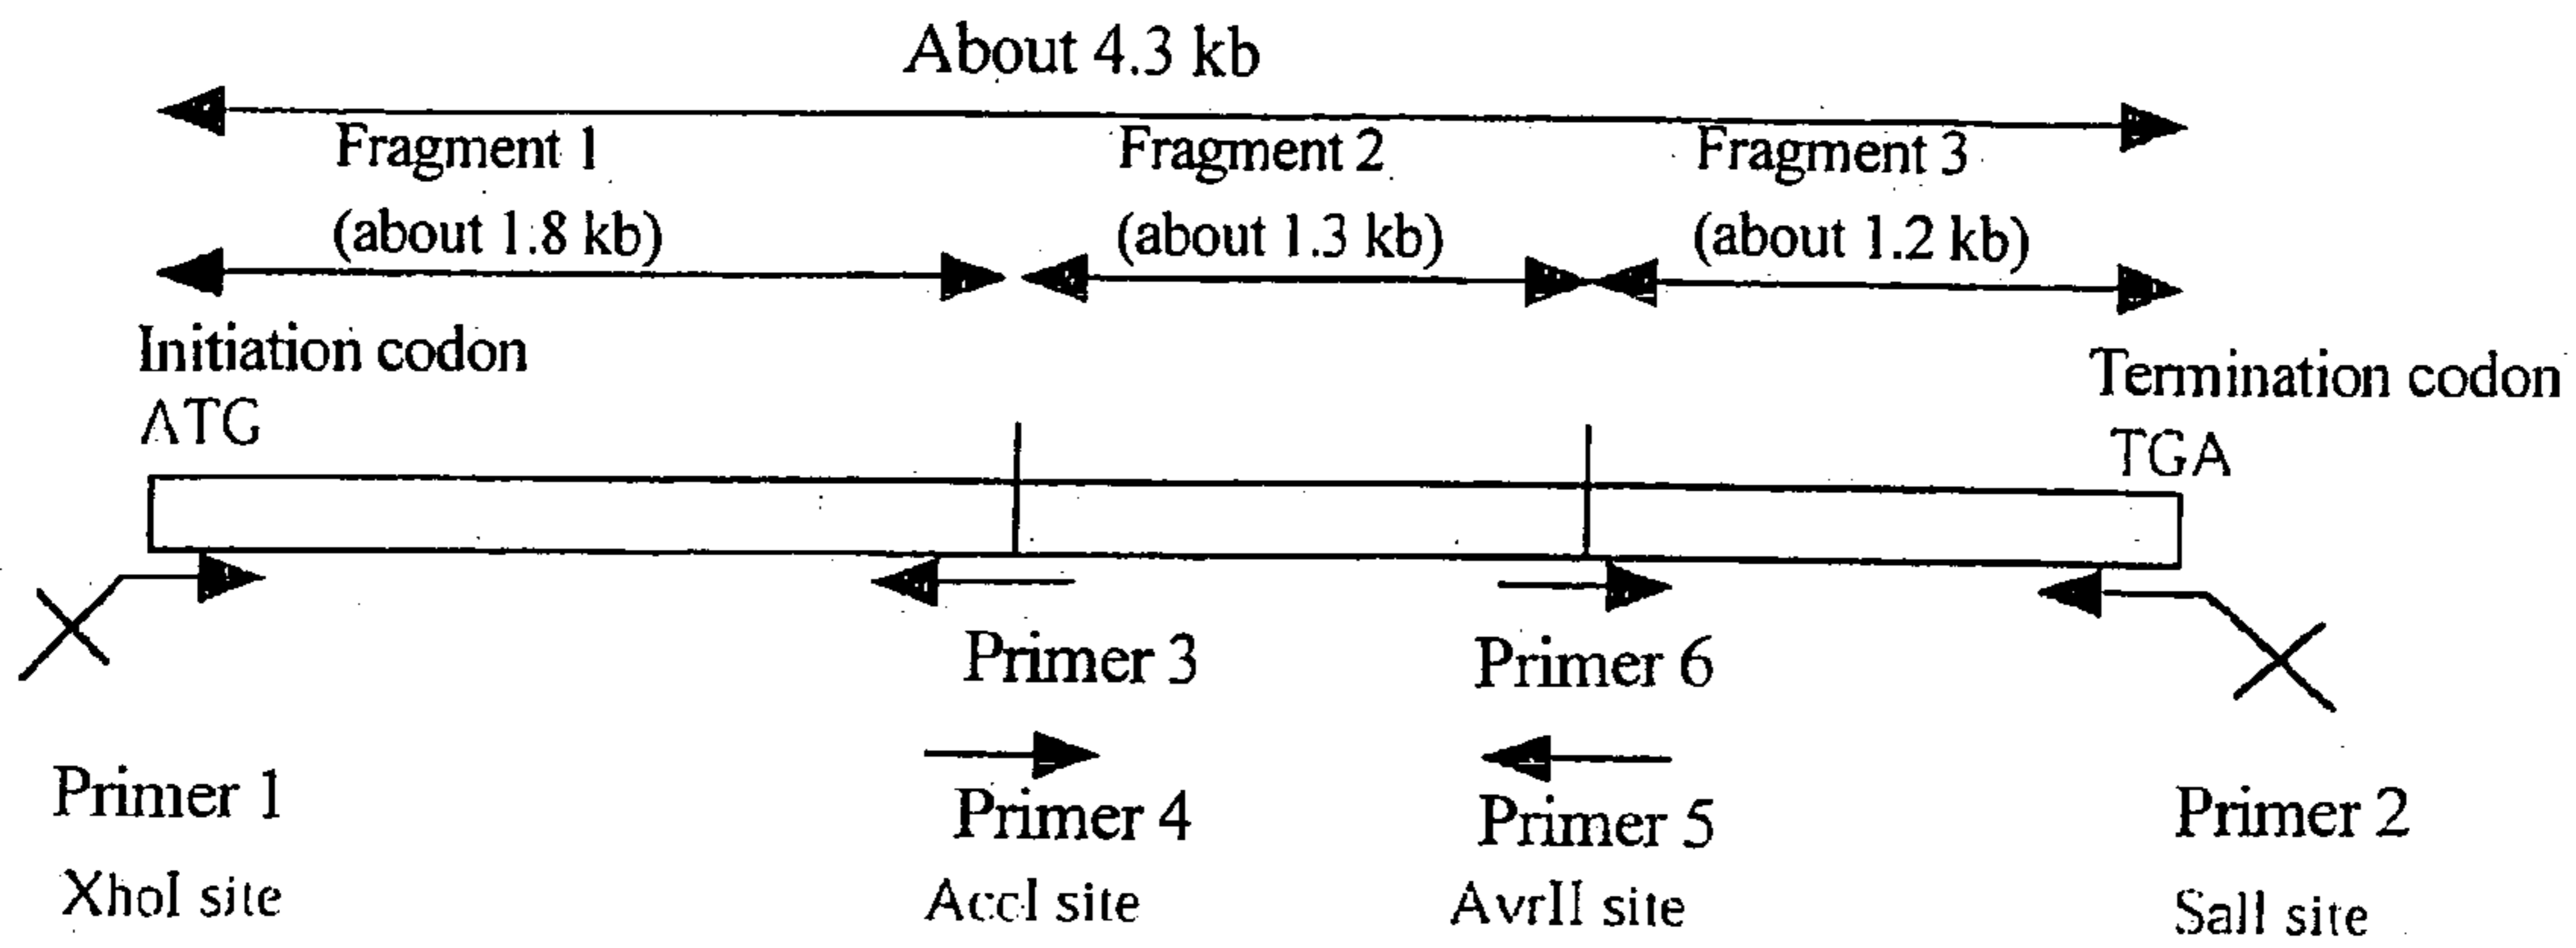 About 4.3 kb
Fragment 1
(about 1.8 kb)
Fragment 2
(about 1.3 kb)
Fragment 3
(about 1.2 kb)
Initiation codon
ATG
Termination codon
TGA
Primer 3
Primer 6
Primer 1
XhoI site
Primer 4
AccI site
Primer 5
AvrII site
Primer 2
SalI site